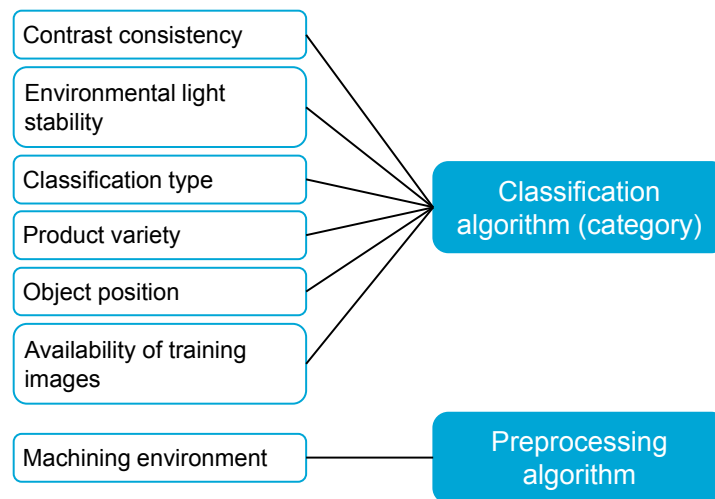 Contrast consistency
Environmental light
stability
Classification type
Product variety
Object position
Availability of training
images
Machining environment
Classification
algorithm (category)
Preprocessing
algorithm